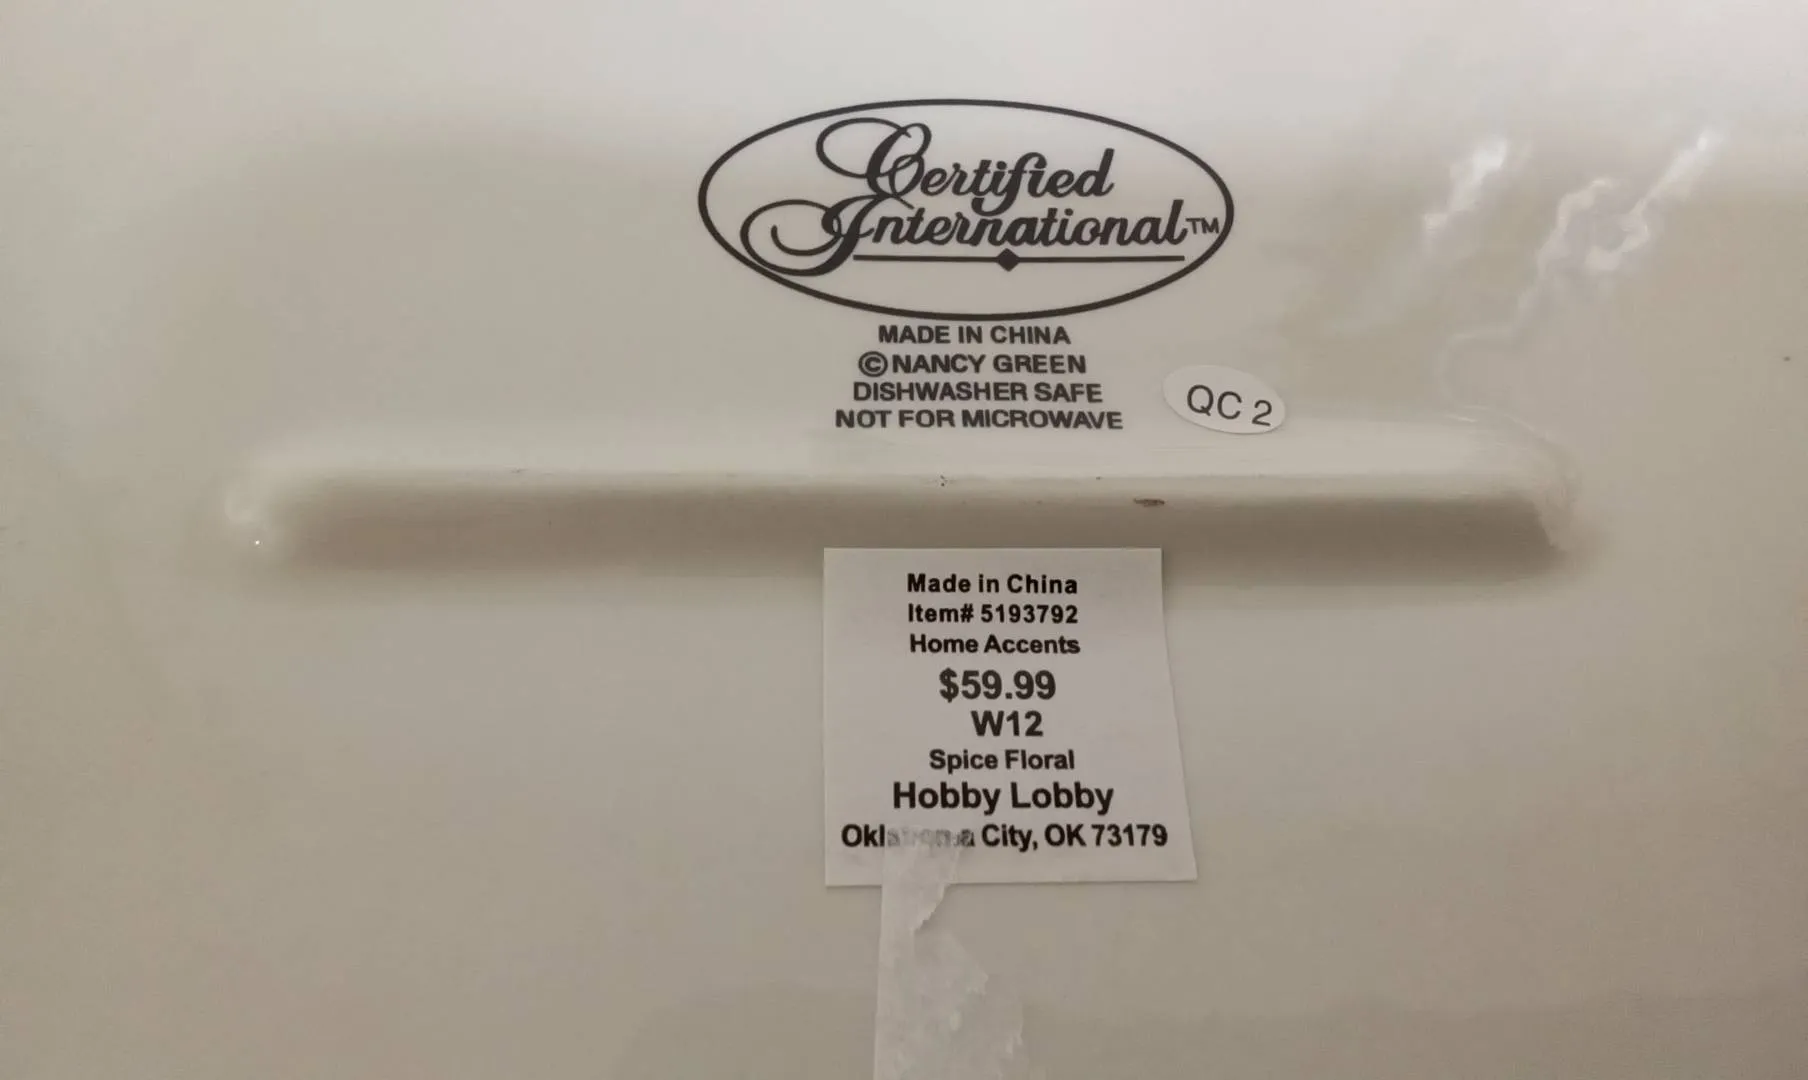 Certified
International™
MADE IN CHINA
©NANCY GREEN
DISHWASHER SAFE
NOT FOR MICROWAVE
QC 2
Made in China
Item# 5193792
Home Accents
$59.99
W12
Spice Floral
Hobby Lobby
Oklahoma City, OK 73179